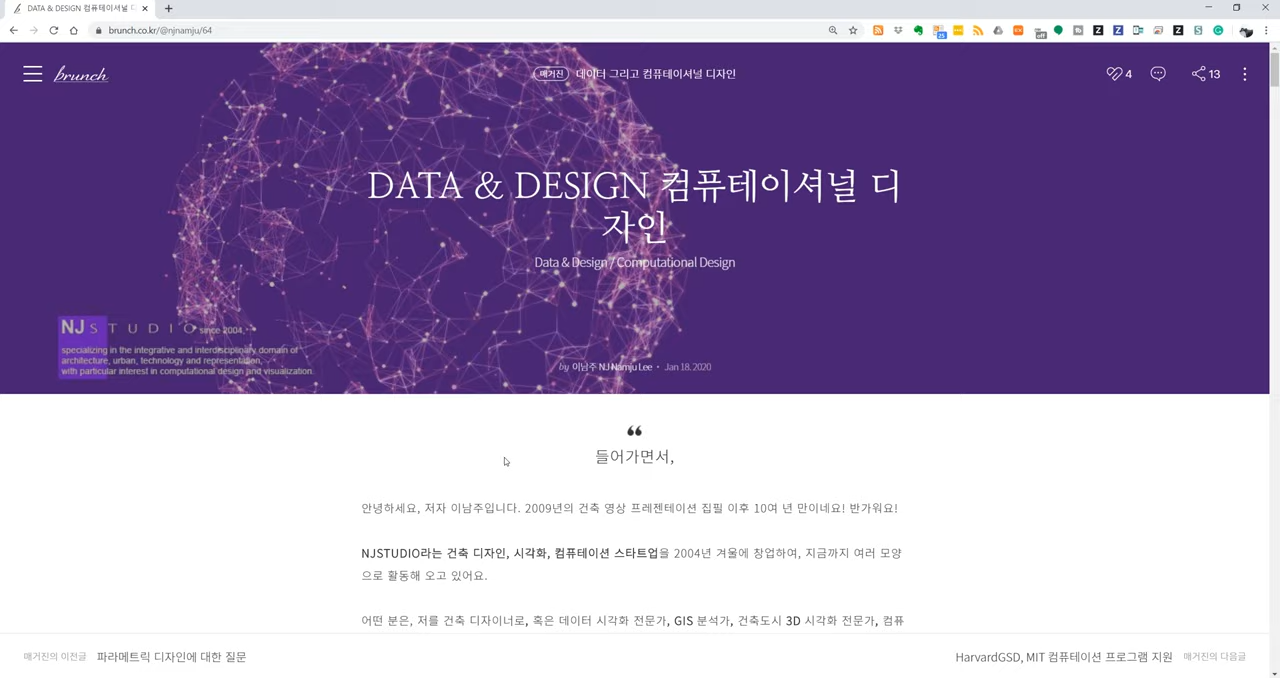 DATA & DESIGN 컴퓨테이셔널 디
brunch.co.kr/@njnamju/64
brunch
매거진 데이터 그리고 컴퓨테이셔널 디자인
4
13
DATA & DESIGN 컴퓨테이셔널 디
자인
Data & Design / Computational Design
NJSTUDIO since 2004,
specializing in the integrative and interdisciplinary domain of
architecture, urban, technology and representation,
with particular interest in computational design and visualization
by 이남주 NJ Namju Lee · Jan 18. 2020
❝
들어가면서,
안녕하세요, 저자 이남주입니다. 2009년의 건축 영상 프레젠테이션 집필 이후 10여 년 만이네요! 반가워요!
NJSTUDIO라는 건축 디자인, 시각화, 컴퓨테이션 스타트업을 2004년 겨울에 창업하여, 지금까지 여러 모양
으로 활동해 오고 있어요.
어떤 분은, 저를 건축 디자이너로, 혹은 데이터 시각화 전문가, GIS 분석가, 건축도시 3D 시각화 전문가, 컴퓨
매거진의 이전글 파라메트릭 디자인에 대한 질문
HarvardGSD, MIT 컴퓨테이션 프로그램 지원 매거진의 다음글